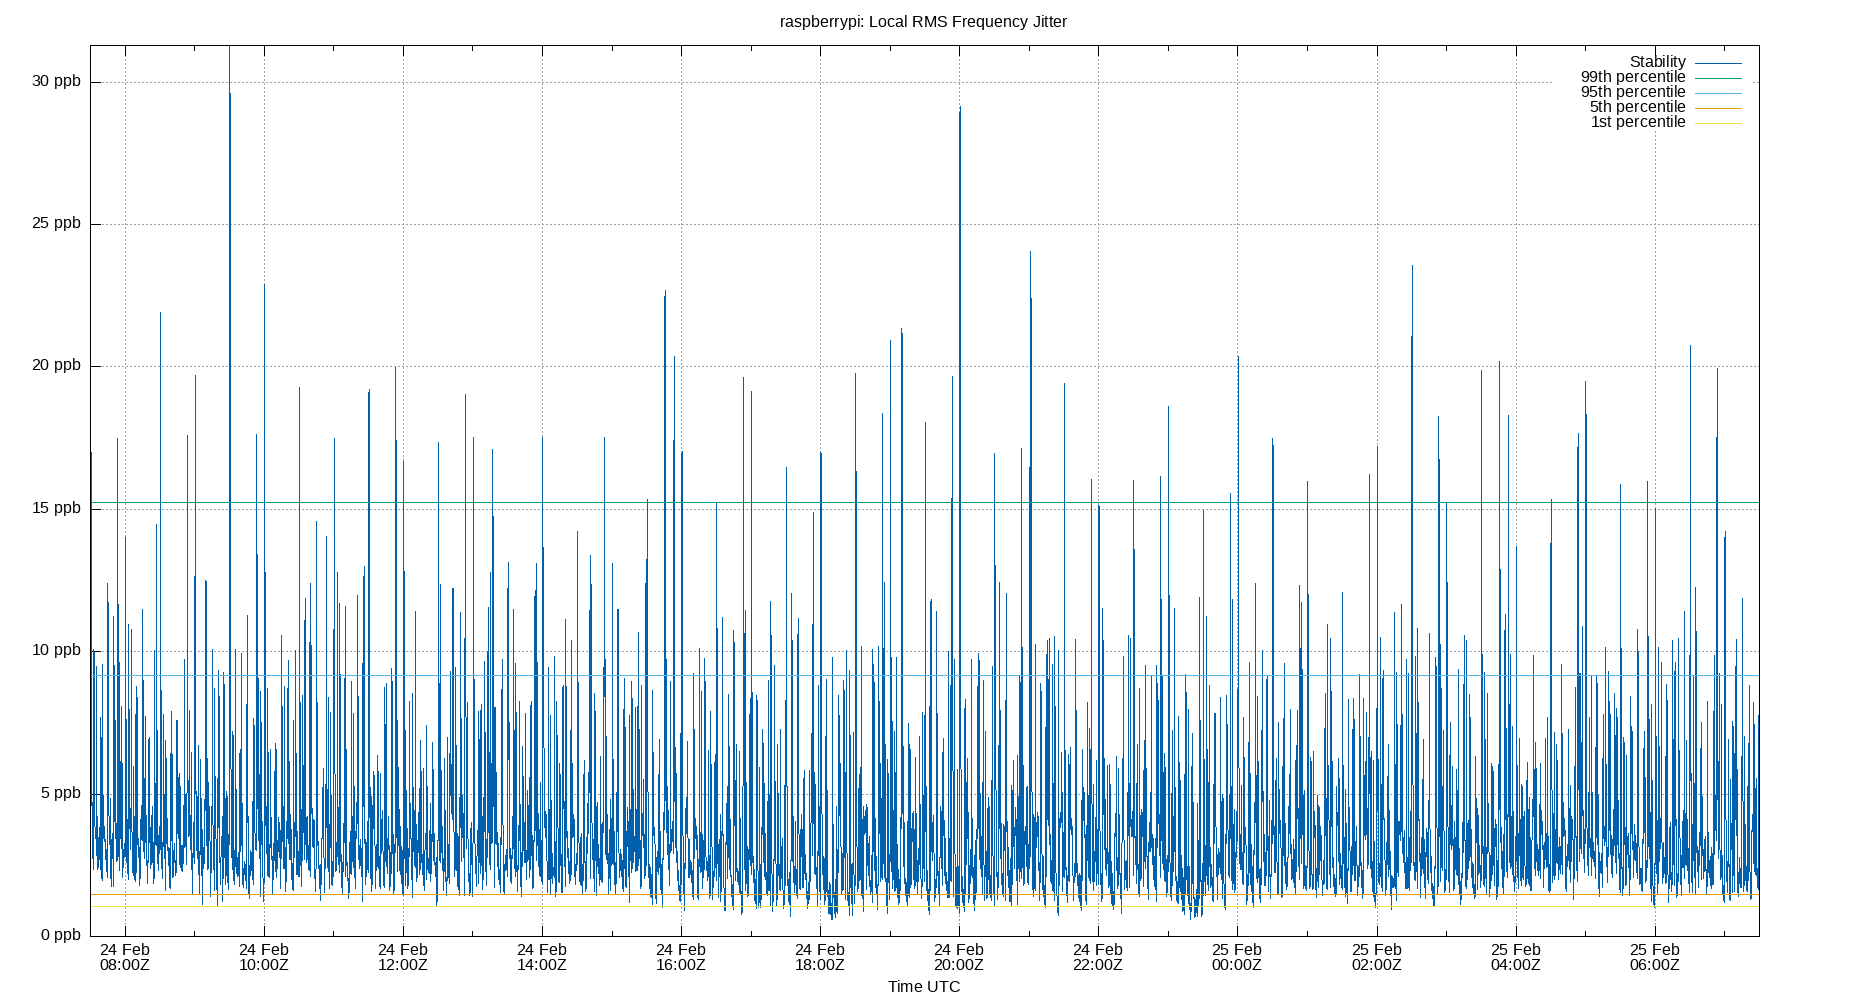 raspberrypi: Local RMS Frequency Jitter
Stability
99th percentile
95th percentile
5th percentile
1st percentile
30 ppb
25 ppb
20 ppb
15 ppb
10 ppb
5 ppb
0 ppb
24 Feb 24 Feb 24 Feb 24 Feb 24 Feb 24 Feb 24 Feb 24 Feb 25 Feb 25 Feb 25 Feb 25 Feb
08:00Z 10:00Z 12:00Z 14:00Z 16:00Z 18:00Z 20:00Z 22:00Z 00:00Z 02:00Z 04:00Z 06:00Z
Time UTC